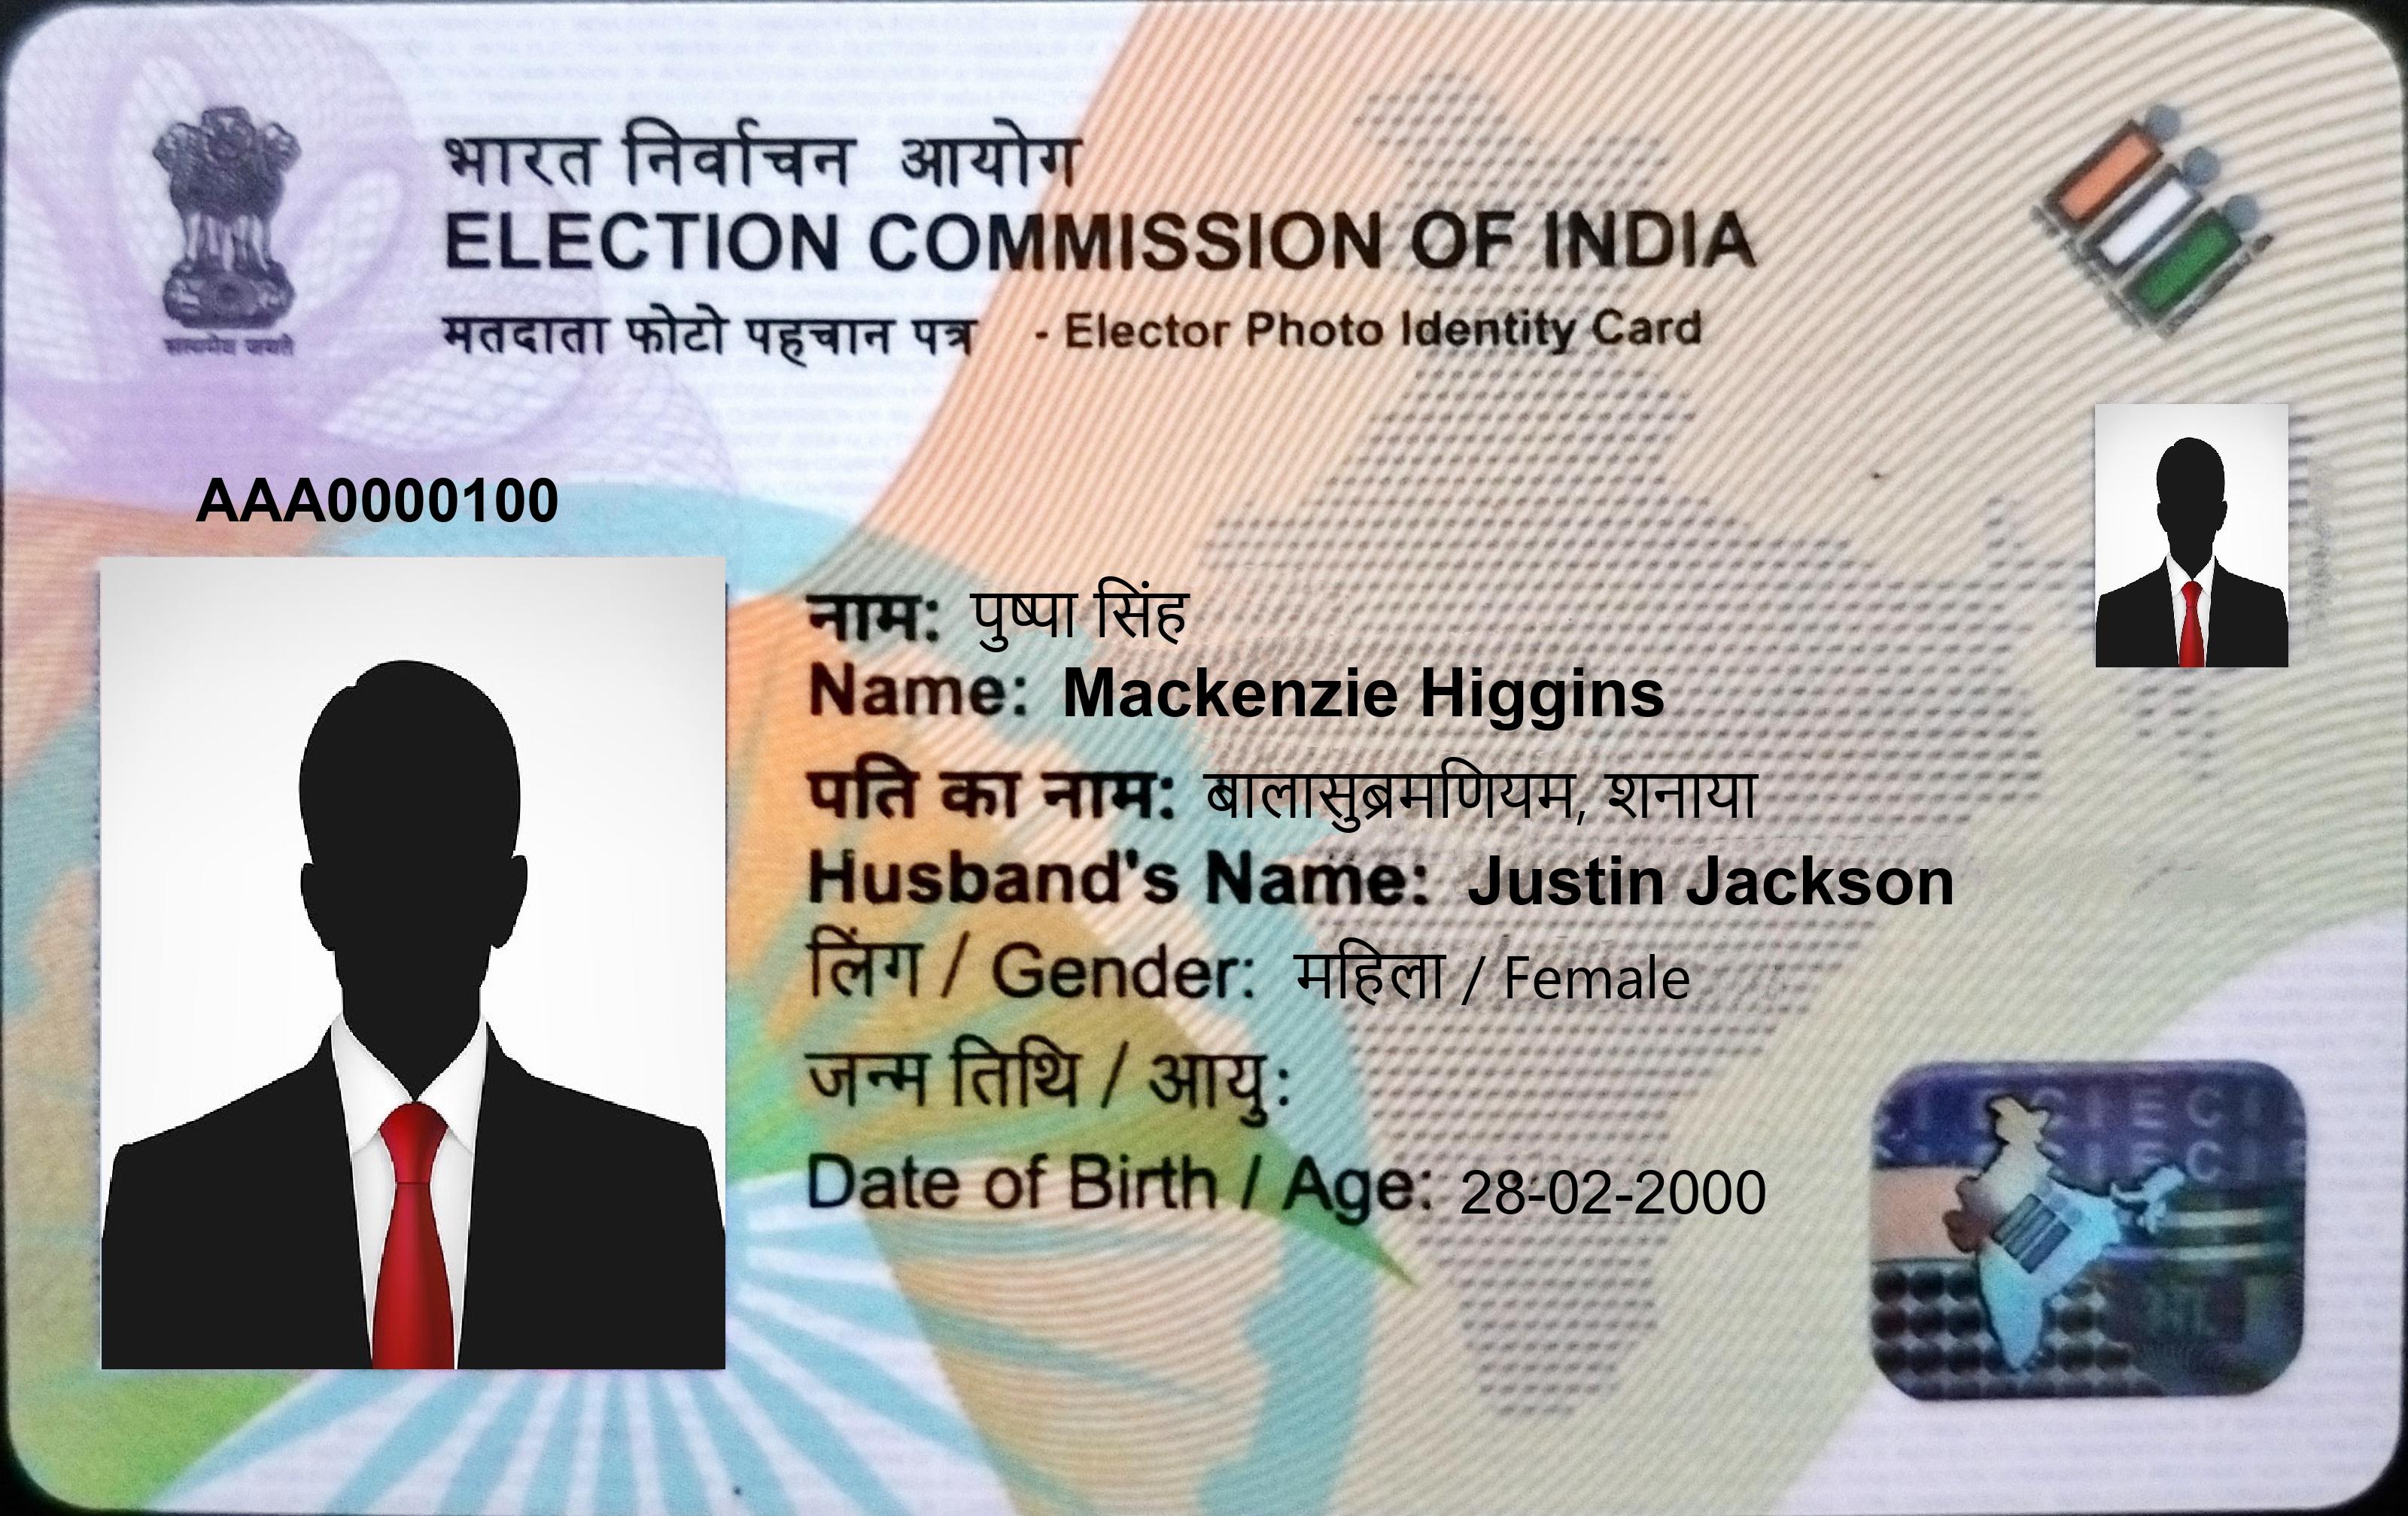 भारत निर्वाचन आयोग
ELECTION COMMISSION OF INDIA
मतदाता फोटो पहचान पत्र - Elector Photo Identity Card
सत्यमेव जयते
AAA0000100
नाम: पुष्पा सिंह
Name: Mackenzie Higgins
पति का नाम: बालासुब्रमणियम, शनाया
Husband's Name: Justin Jackson
लिंग / Gender: महिला / Female
जन्म तिथि / आयु:
Date of Birth / Age: 28-02-2000